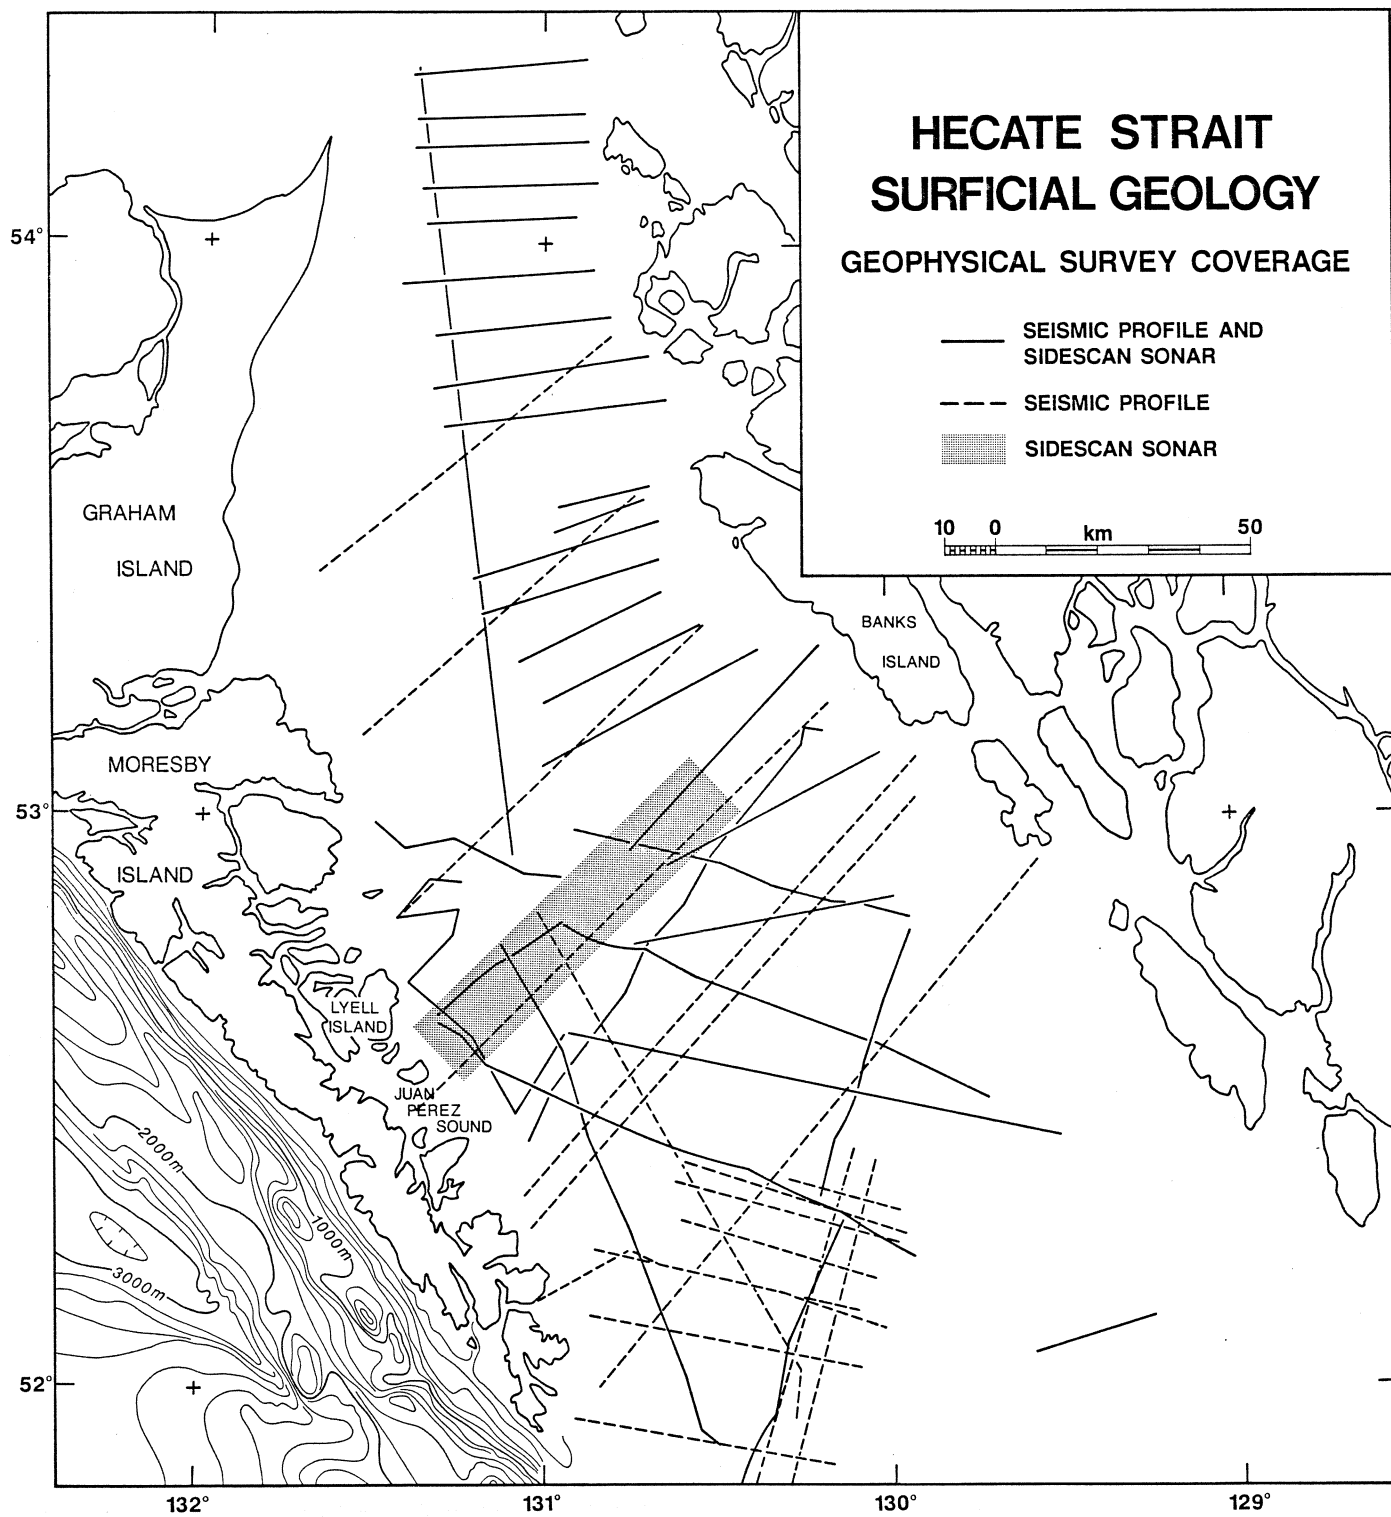 HECATE STRAIT
SURFICIAL GEOLOGY
GEOPHYSICAL SURVEY COVERAGE
SEISMIC PROFILE AND
SIDESCAN SONAR
SEISMIC PROFILE
SIDESCAN SONAR
10 0 km 50
54°
GRAHAM
ISLAND
BANKS
ISLAND
MORESBY
53°
ISLAND
LYELL
ISLAND
JUAN
PEREZ
SOUND
2000m
1000m
3000m
52°
132° 131° 130° 129°